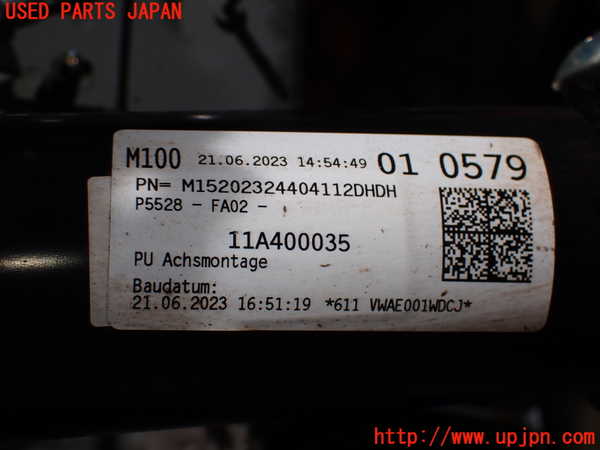 USED PARTS JAPAN
M100 21.06.2023 14:54:49 01 0579
PN= M15202324404112DHDH
P5528 - FA02 -
11A400035
PU Achsmontage
Baudatum:
21.06.2023 16:51:19 *611 VWAE001WDCJ*
http://www.upjpn.com/